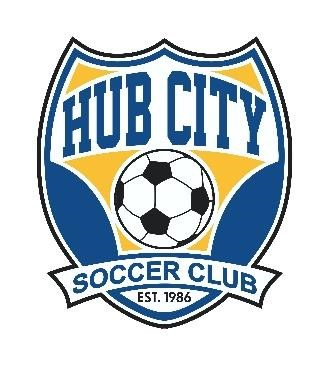 HUB CITY
SOCCER CLUB
EST. 1986